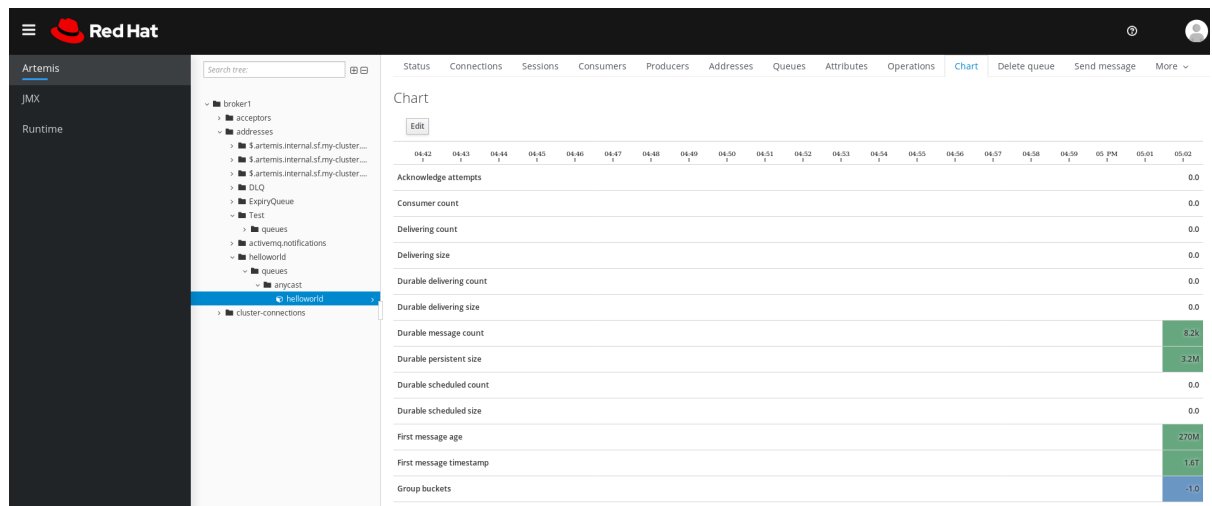 Red Hat
Artemis
JMX
Runtime
Search tree:
broker1
acceptors
addresses
$.artemis.internal.sf.my-cluster....
$.artemis.internal.sf.my-cluster....
$.artemis.internal.sf.my-cluster....
DLQ
ExpiryQueue
Test
queues
activemq.notifications
helloworld
queues
anycast
helloworld
cluster-connections
Status Connections Sessions Consumers Producers Addresses Queues Attributes Operations Chart Delete queue Send message More
Chart
Edit
04:42 04:43 04:44 04:45 04:46 04:47 04:48 04:49 04:50 04:51 04:52 04:53 04:54 04:55 04:56 04:57 04:58 04:59 05 PM 05:01 05:02
Acknowledge attempts 0.0
Consumer count 0.0
Delivering count 0.0
Delivering size 0.0
Durable delivering count 0.0
Durable delivering size 0.0
Durable message count 8.2k
Durable persistent size 3.2M
Durable scheduled count 0.0
Durable scheduled size 0.0
First message age 270M
First message timestamp 1.6T
Group buckets -1.0